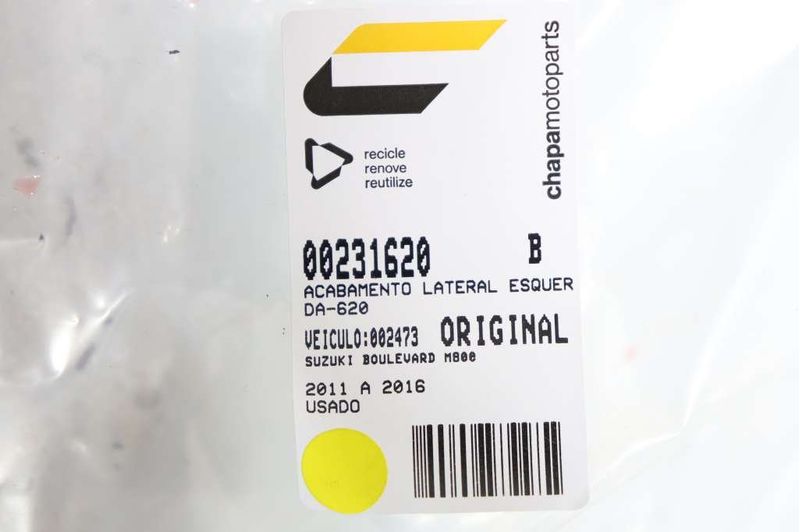 chapamotoparts
recicle
renove
reutilize
00231620 B
ACABAMENTO LATERAL ESQUER
DA-620
VEICULO:002473 ORIGINAL
SUZUKI BOULEVARD M800
2011 A 2016
USADO